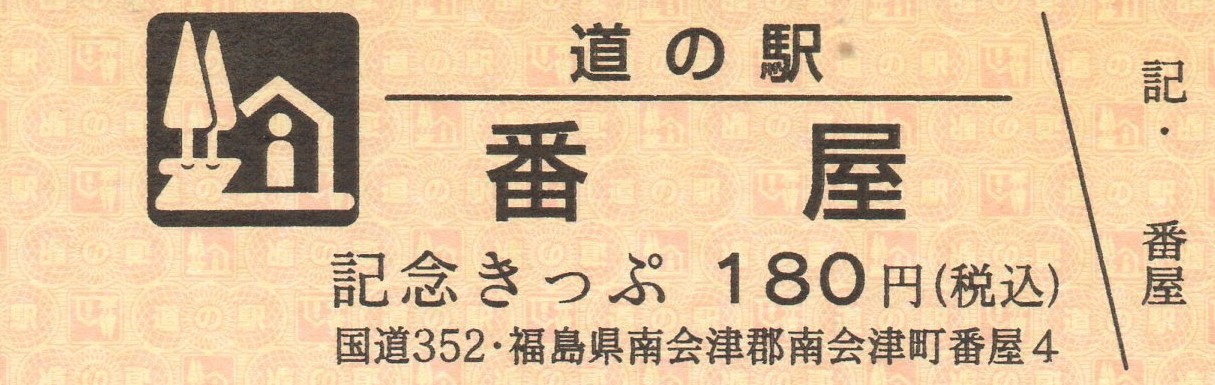 道の駅
番屋
記念きっぷ 180円(税込)
国道352・福島県南会津郡南会津町番屋4
記・番屋